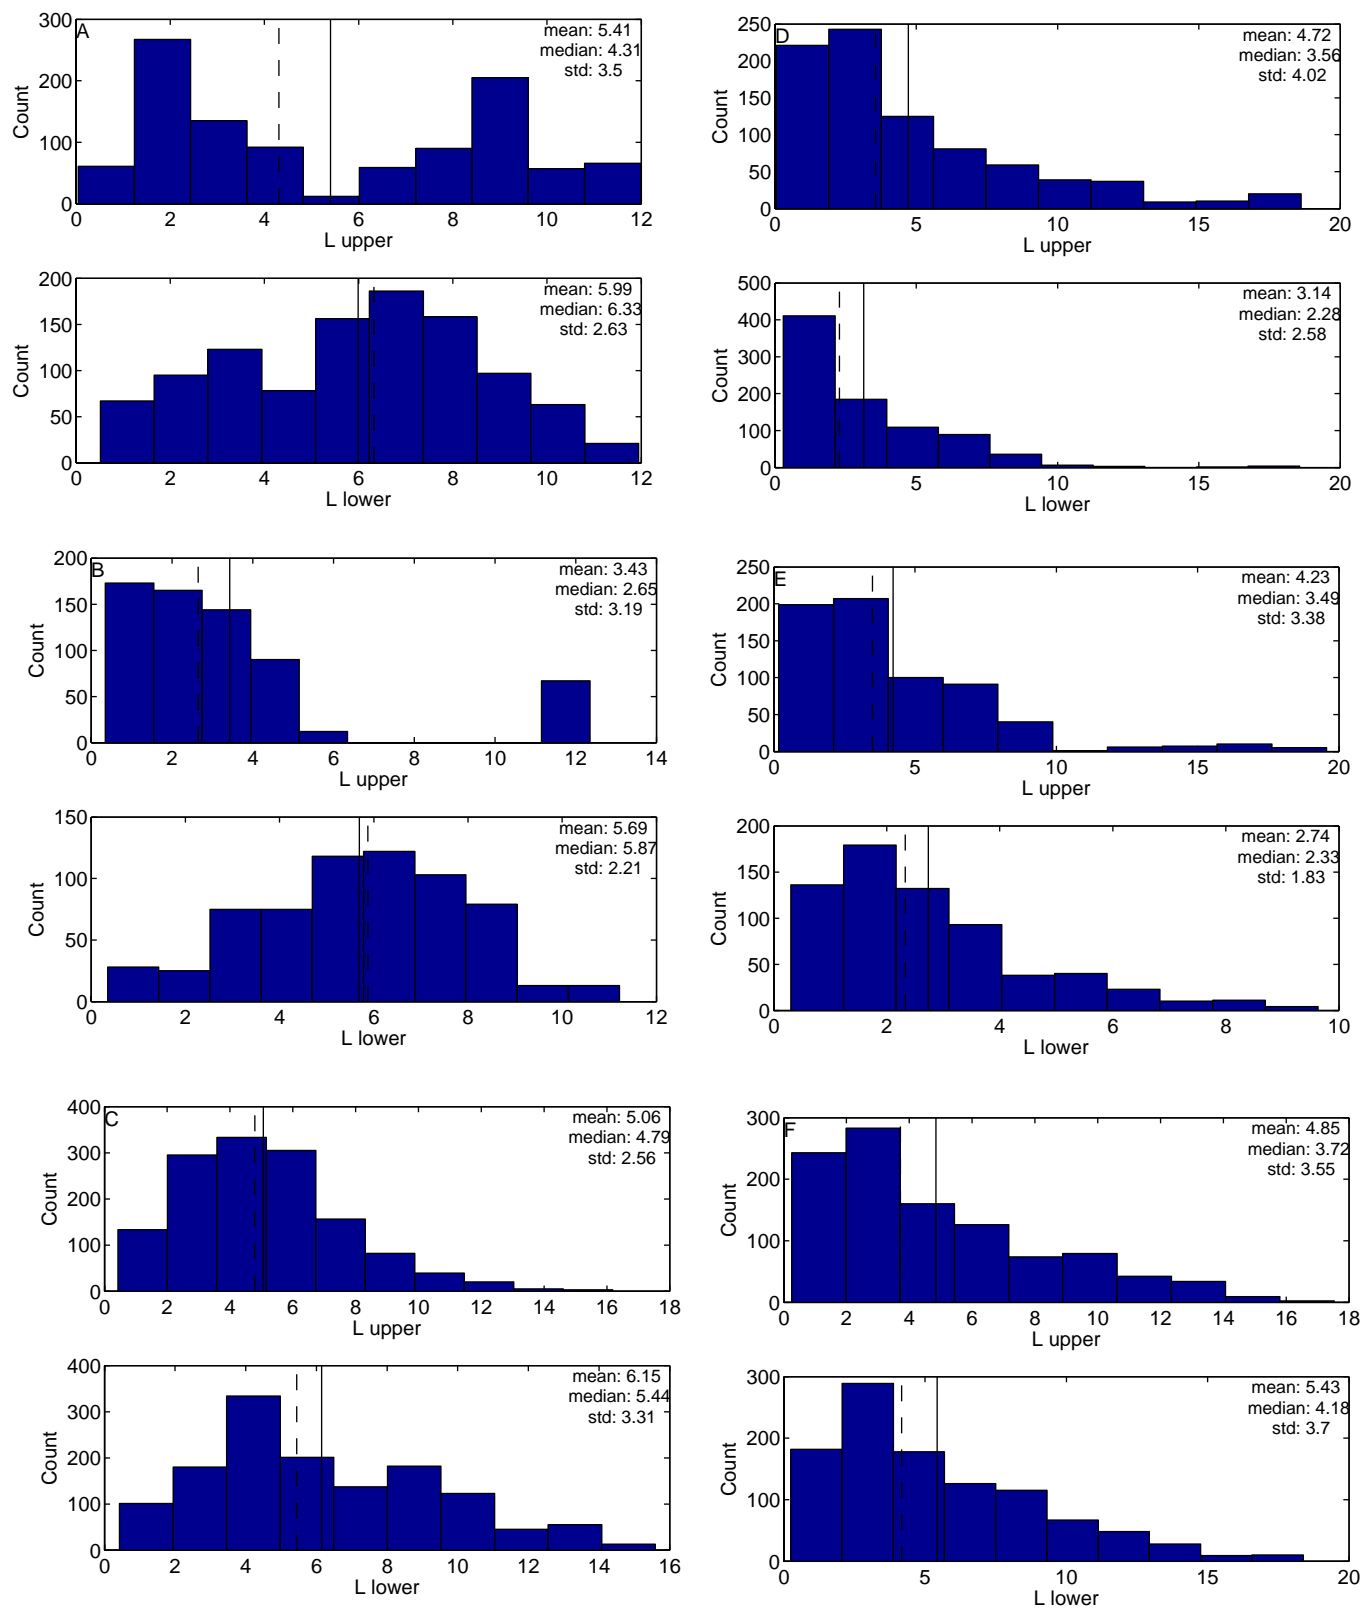 A
mean: 5.41
median: 4.31
std: 3.5
300
200
100
0
Count
0 2 4 6 8 10 12
L upper
mean: 5.99
median: 6.33
std: 2.63
200
150
100
50
0
Count
0 2 4 6 8 10 12
L lower
B
mean: 3.43
median: 2.65
std: 3.19
200
150
100
50
0
Count
0 2 4 6 8 10 12 14
L upper
mean: 5.69
median: 5.87
std: 2.21
150
100
50
0
Count
0 2 4 6 8 10 12
L lower
C
mean: 5.06
median: 4.79
std: 2.56
400
300
200
100
0
Count
0 2 4 6 8 10 12 14 16 18
L upper
mean: 6.15
median: 5.44
std: 3.31
400
300
200
100
0
Count
0 2 4 6 8 10 12 14 16
L lower
D
mean: 4.72
median: 3.56
std: 4.02
250
200
150
100
50
0
Count
0 5 10 15 20
L upper
mean: 3.14
median: 2.28
std: 2.58
500
400
300
200
100
0
Count
0 5 10 15 20
L lower
E
mean: 4.23
median: 3.49
std: 3.38
250
200
150
100
50
0
Count
0 5 10 15 20
L upper
mean: 2.74
median: 2.33
std: 1.83
200
150
100
50
0
Count
0 2 4 6 8 10
L lower
F
mean: 4.85
median: 3.72
std: 3.55
300
200
100
0
Count
0 2 4 6 8 10 12 14 16 18
L upper
mean: 5.43
median: 4.18
std: 3.7
300
200
100
0
Count
0 5 10 15 20
L lower